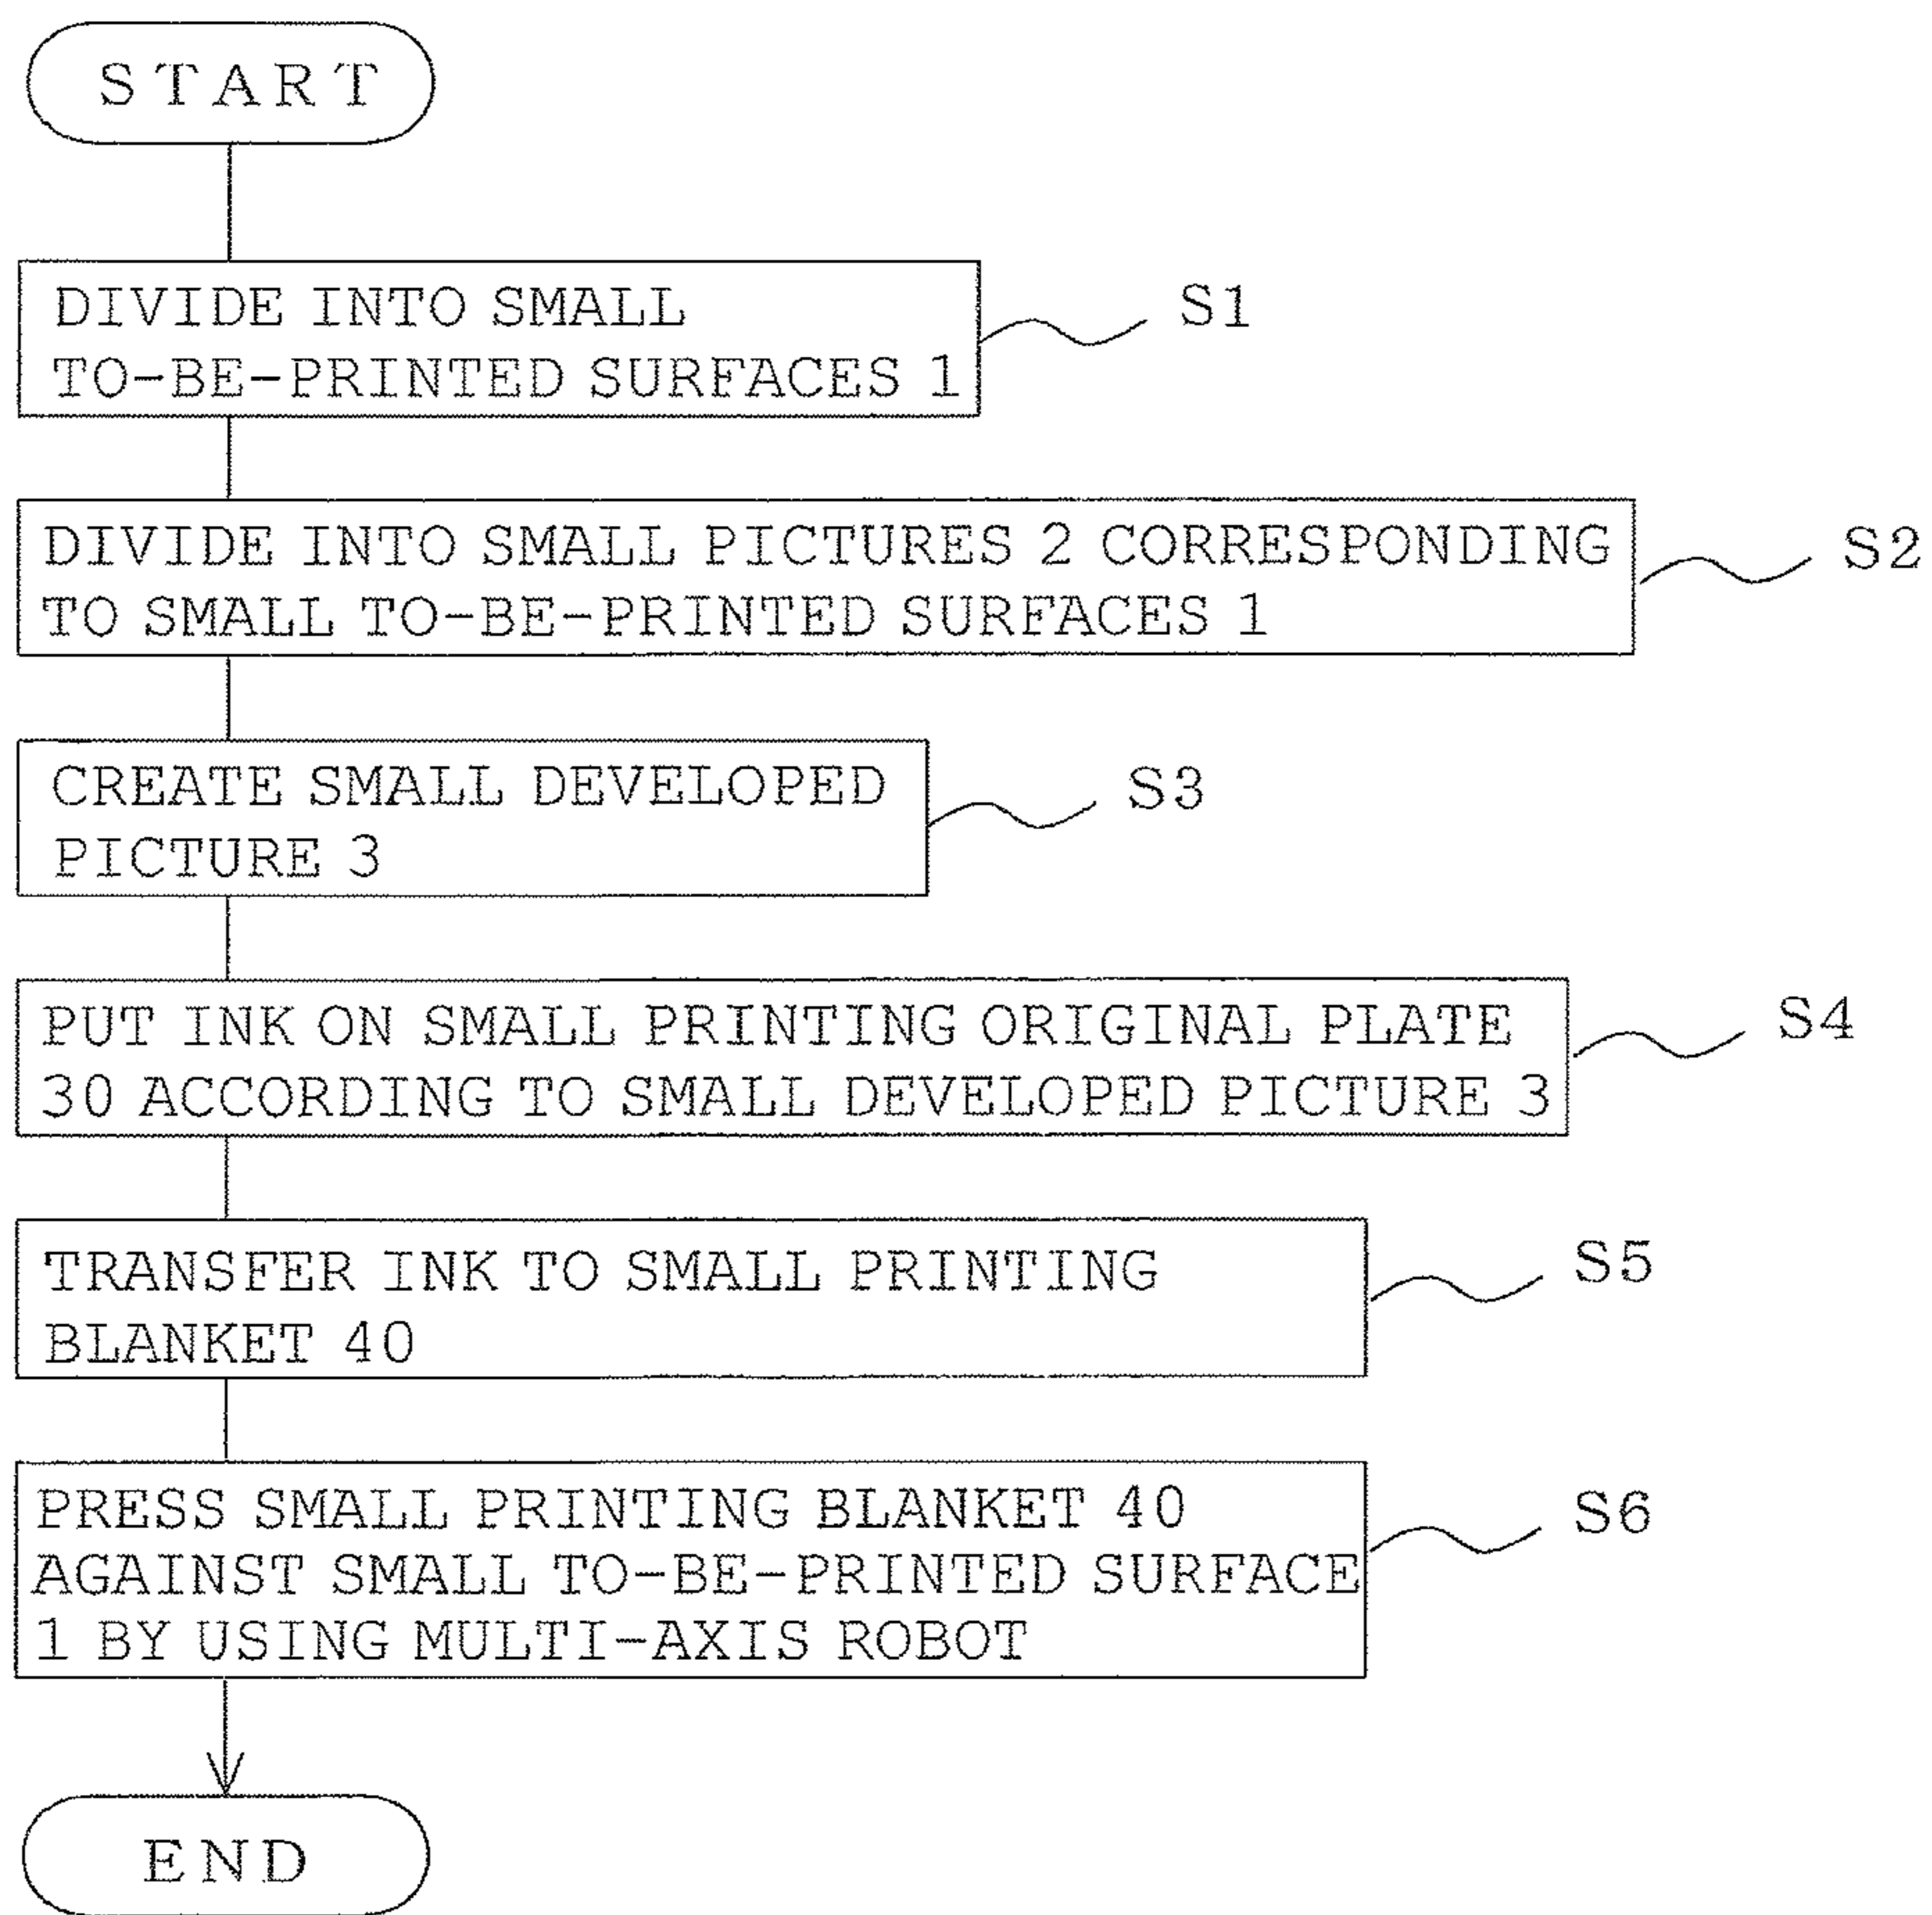 START
DIVIDE INTO SMALL
TO-BE-PRINTED SURFACES 1
S1
DIVIDE INTO SMALL PICTURES 2 CORRESPONDING
TO SMALL TO-BE-PRINTED SURFACES 1
S2
CREATE SMALL DEVELOPED
PICTURE 3
S3
PUT INK ON SMALL PRINTING ORIGINAL PLATE
30 ACCORDING TO SMALL DEVELOPED PICTURE 3
S4
TRANSFER INK TO SMALL PRINTING
BLANKET 40
S5
PRESS SMALL PRINTING BLANKET 40
AGAINST SMALL TO-BE-PRINTED SURFACE
1 BY USING MULTI-AXIS ROBOT
S6
END